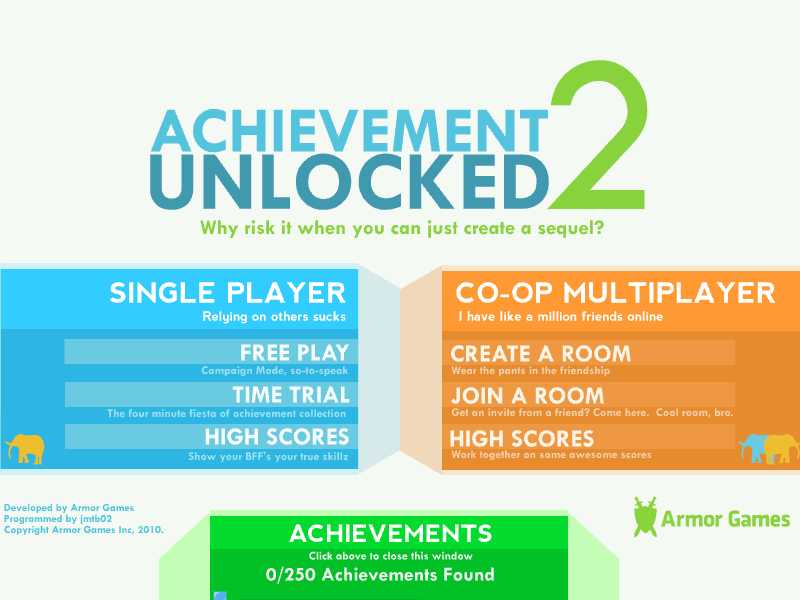 ACHIEVEMENT
UNLOCKED 2
Why risk it when you can just create a sequel?
SINGLE PLAYER
Relying on others sucks
FREE PLAY
Campaign Mode, so-to-speak
TIME TRIAL
The four minute fiesta of achievement collection
HIGH SCORES
Show your BFF's your true skillz
CO-OP MULTIPLAYER
I have like a million friends online
CREATE A ROOM
Wear the pants in the friendship
JOIN A ROOM
Get an invite from a friend? Come here.  Cool room, bro.
HIGH SCORES
Work together on some awesome scores
Developed by Armor Games
Programmed by jmtb02
Copyright Armor Games Inc, 2010.
Armor Games
ACHIEVEMENTS
Click above to close this window
0/250 Achievements Found